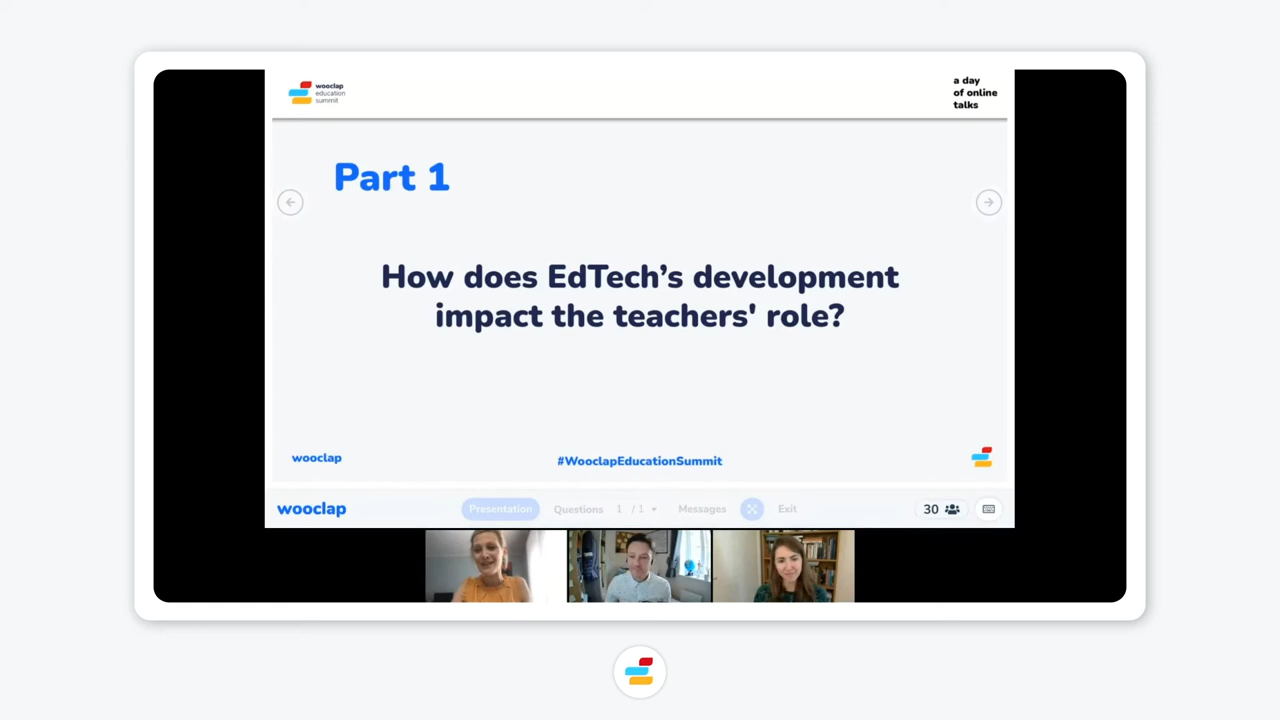 wooclap
education
summit
a day
of online
talks
Part 1
How does EdTech’s development
impact the teachers' role?
wooclap
#WooclapEducationSummit
wooclap
Presentation
Questions
1 / 1
Messages
Exit
30